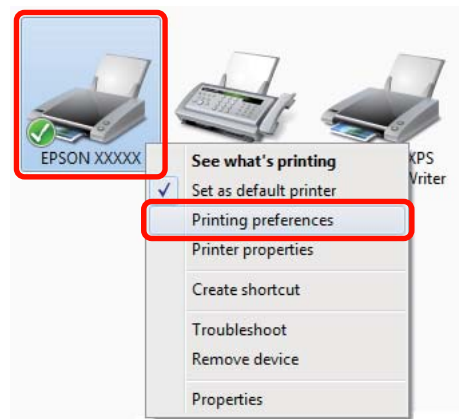 EPSON XXXXX
XPS
Writer
See what's printing
Set as default printer
Printing preferences
Printer properties
Create shortcut
Troubleshoot
Remove device
Properties